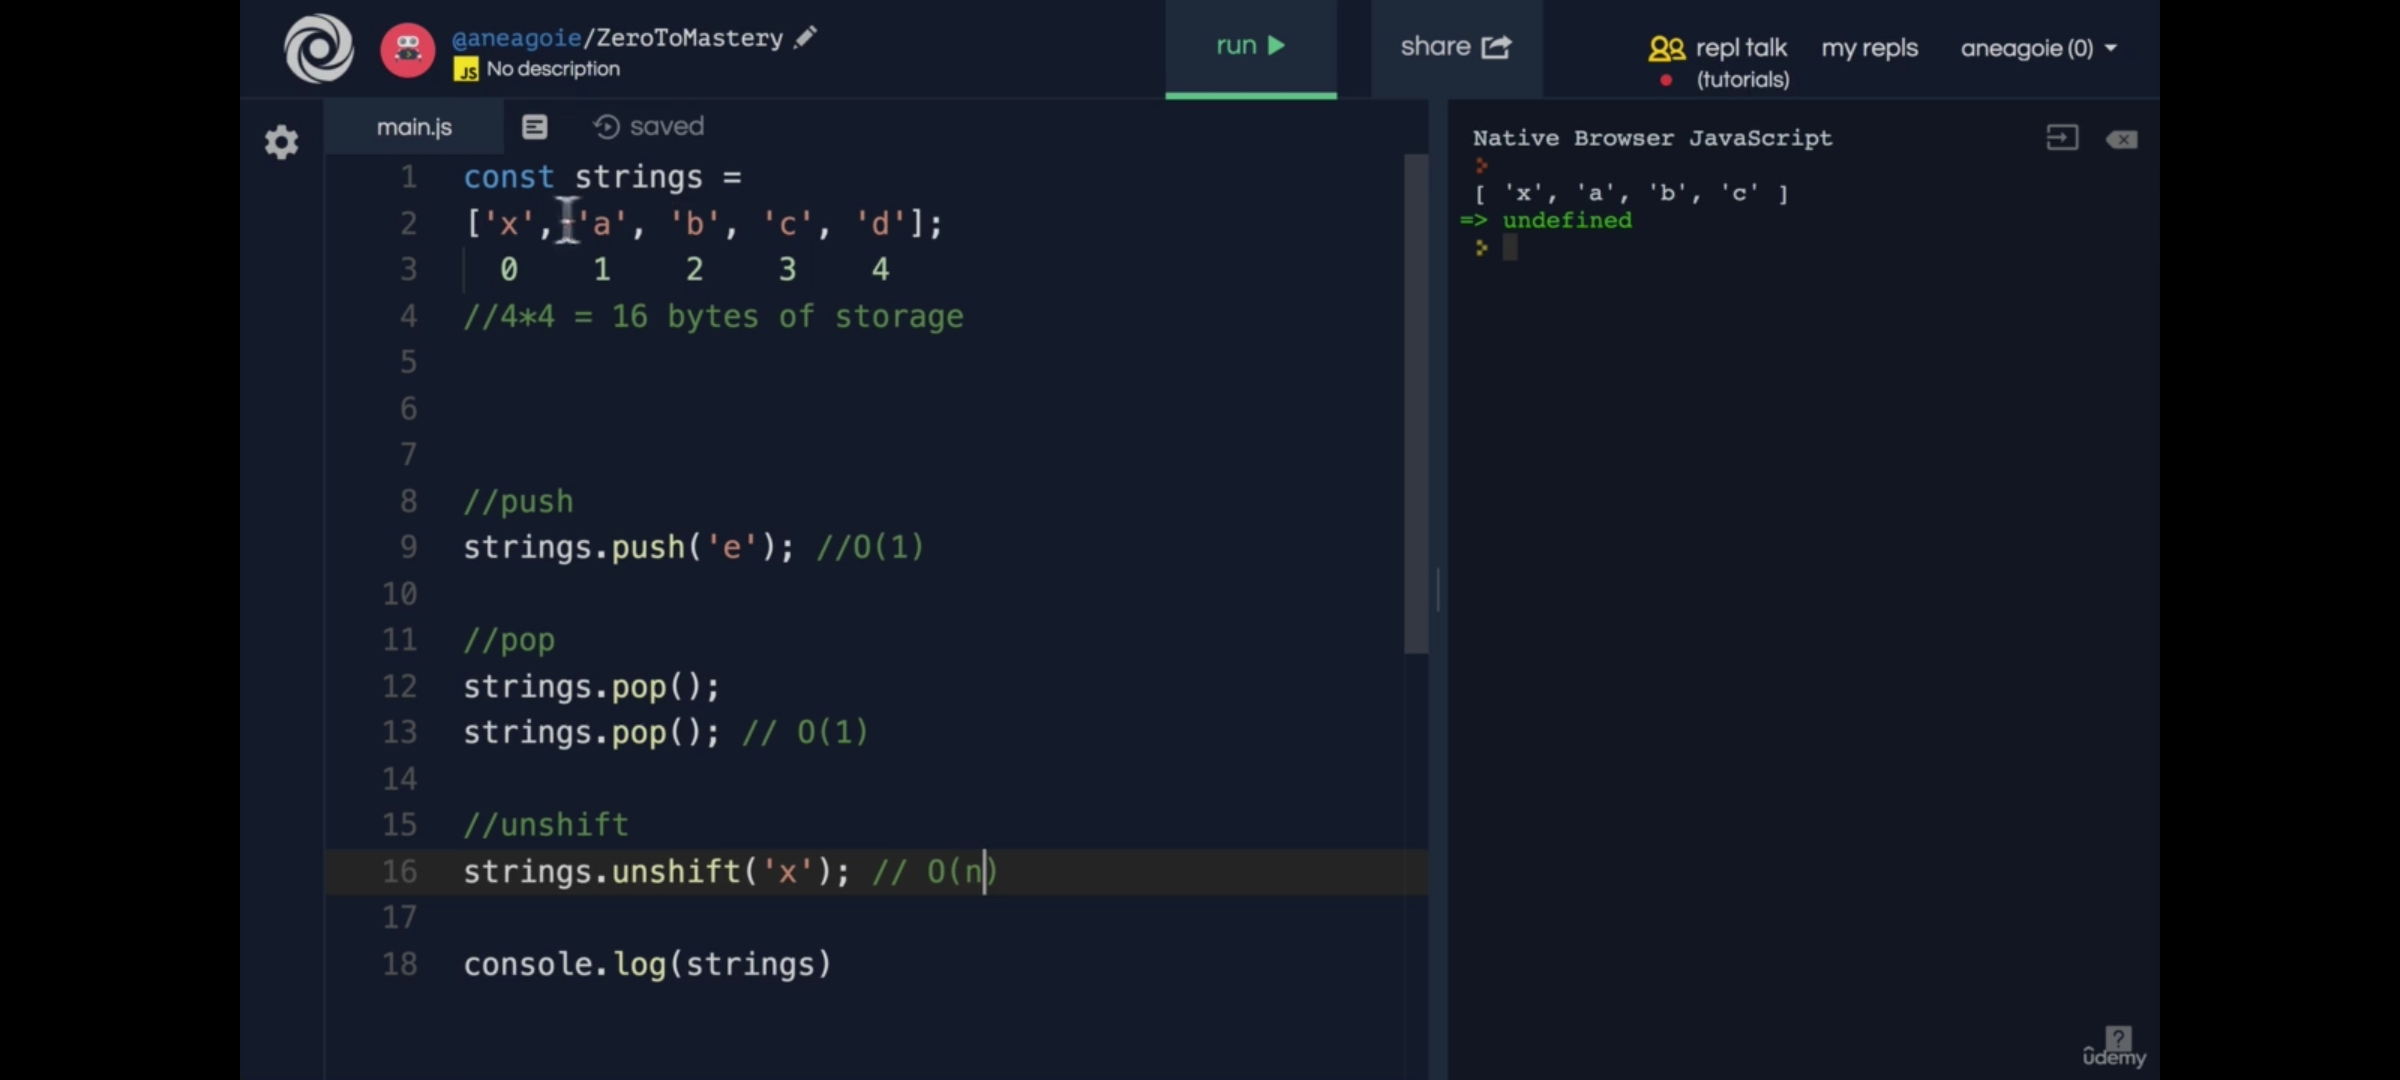 @aneagoie/ZeroToMastery
JS No description
run
share
repl talk
(tutorials)
my repls
aneagoie (0)
main.js
saved
1 const strings =
2 ['x', 'a', 'b', 'c', 'd'];
3 0 1 2 3 4
4 //4*4 = 16 bytes of storage
5
6
7
8 //push
9 strings.push('e'); //O(1)
10
11 //pop
12 strings.pop();
13 strings.pop(); // O(1)
14
15 //unshift
16 strings.unshift('x'); // O(n)
17
18 console.log(strings)
Native Browser JavaScript
[ 'x', 'a', 'b', 'c' ]
=> undefined
?
ûdemy